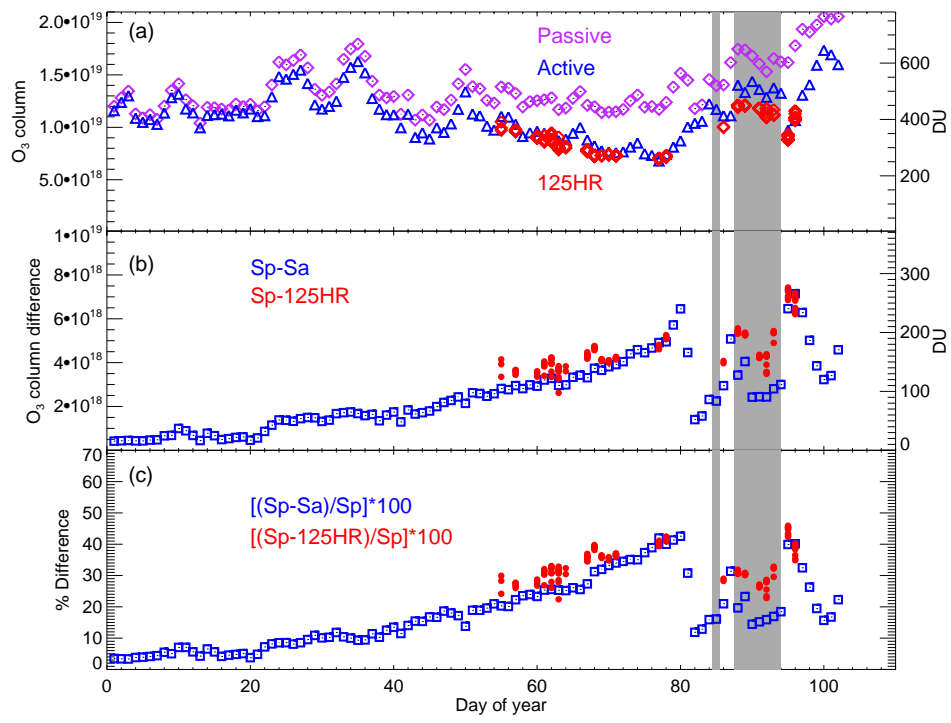 2.0•10¹⁹
1.5•10¹⁹
1.0•10¹⁹
5.0•10¹⁸
O₃ column
(a)
Passive
Active
125HR
600
400
200
DU
1•10¹⁹
8•10¹⁸
6•10¹⁸
4•10¹⁸
2•10¹⁸
O₃ column difference
(b)
Sp-Sa
Sp-125HR
300
200
100
0
DU
70
60
50
40
30
20
10
0
% Difference
(c)
[(Sp-Sa)/Sp]*100
[(Sp-125HR)/Sp]*100
0 20 40 60 80 100
Day of year